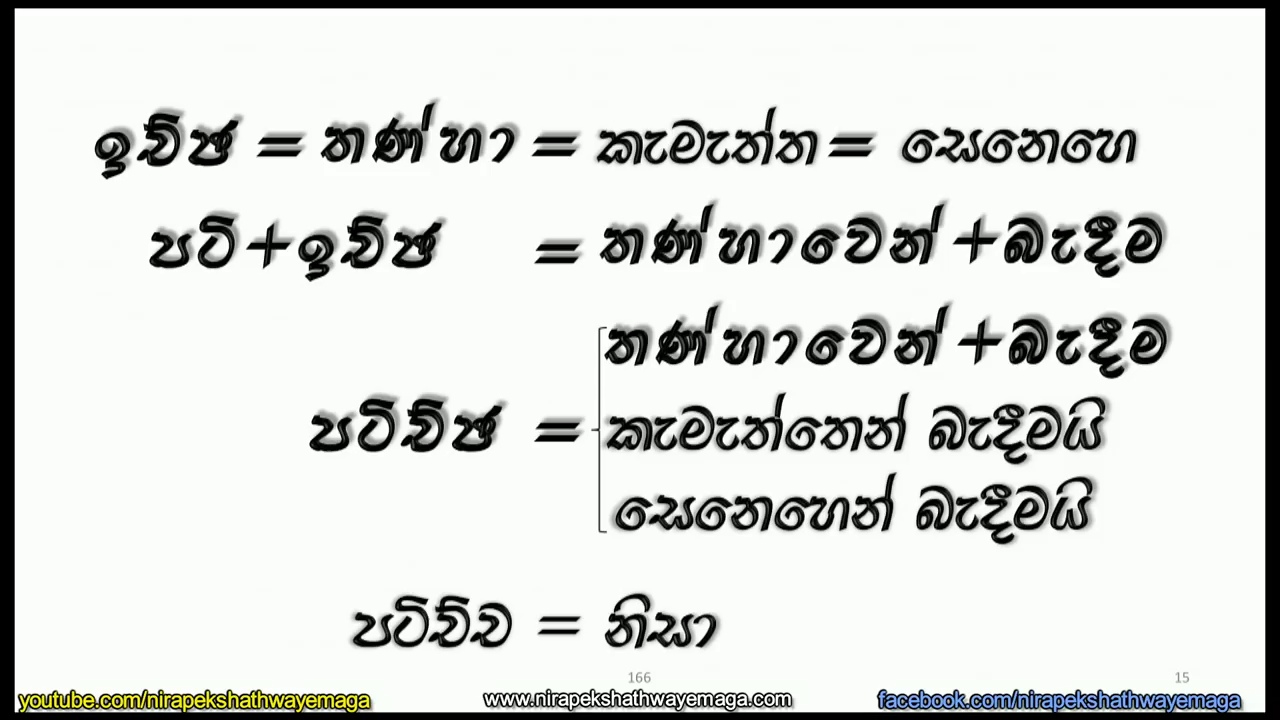 ඉච්ඡ = තණ්හා = කැමැත්ත = සෙනෙහෙ
පටි+ඉච්ඡ = තණ්හාවෙන් +බැදීම
තණ්හාවෙන් +බැදීම
පටිච්ඡ = කැමැත්තෙන් බැදීමයි
සෙනෙහෙන් බැදීමයි
පටිච්ච = නිසා
166 15
youtube.com/nirapekshathwayemaga www.nirapekshathwayemaga.com facebook.com/nirapekshathwayemaga